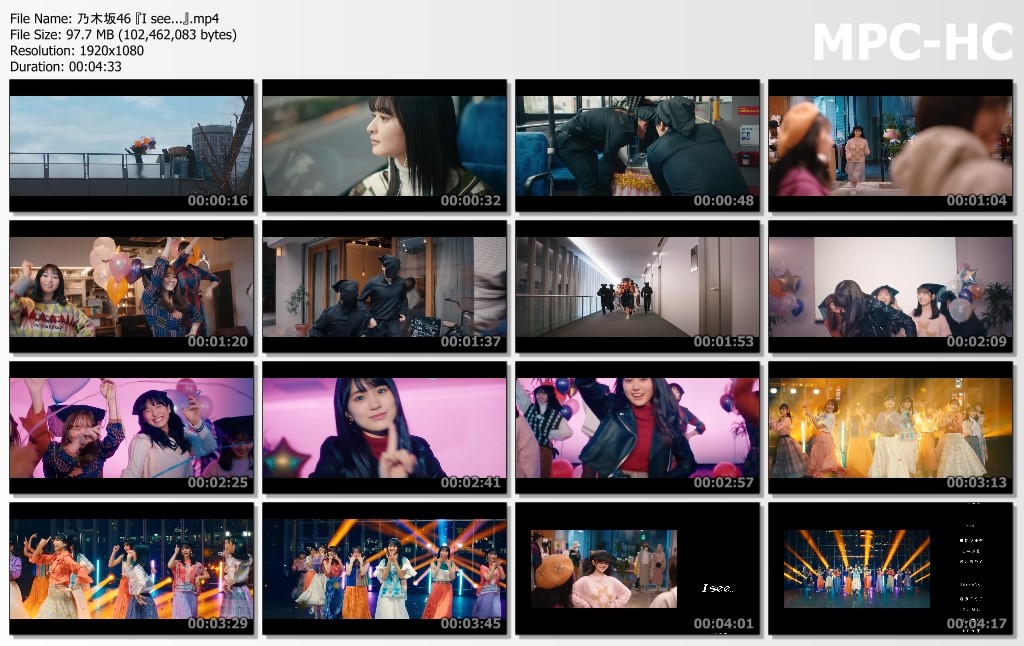 File Name: 乃木坂46『I see...』.mp4
File Size: 97.7 MB (102,462,083 bytes)
Resolution: 1920x1080
Duration: 00:04:33
MPC-HC
00:00:16
00:00:32
00:00:48
00:01:04
00:01:20
00:01:37
00:01:53
00:02:09
00:02:25
00:02:41
00:02:57
00:03:13
00:03:29
00:03:45
I see...
00:04:01
00:04:17